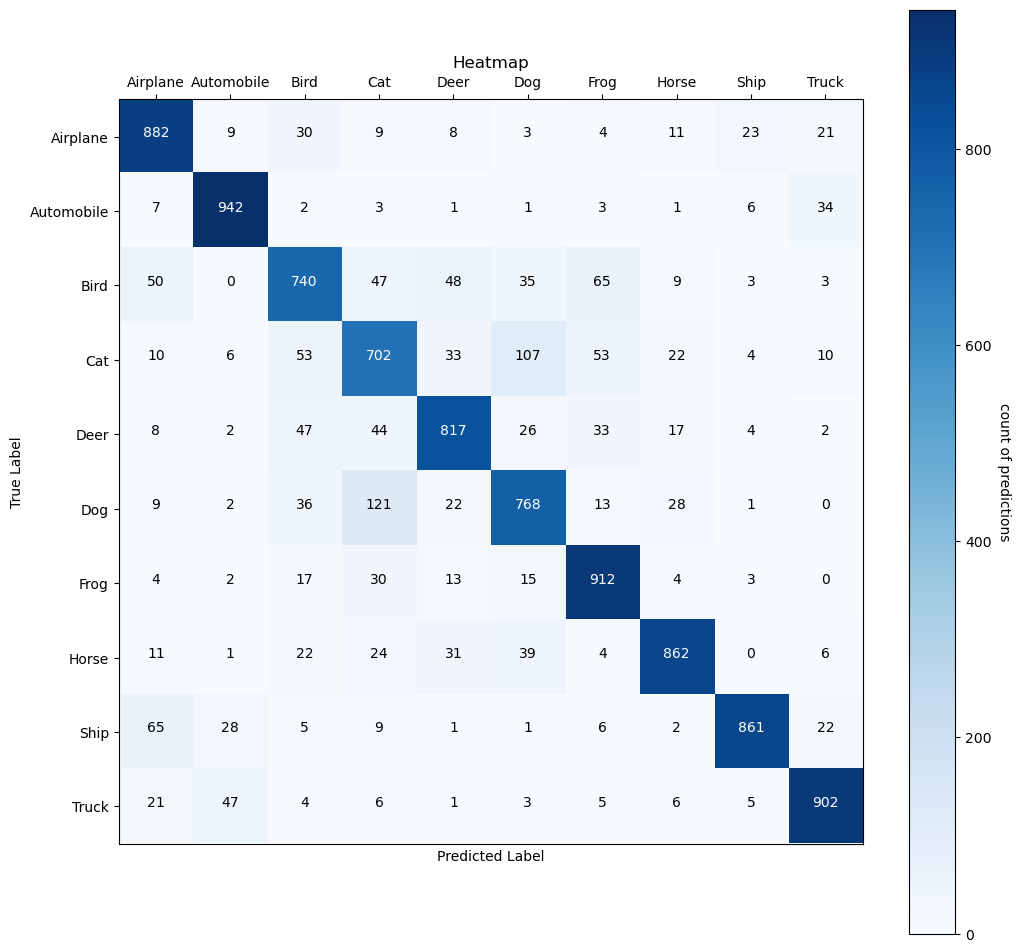 Heatmap
Airplane Automobile Bird Cat Deer Dog Frog Horse Ship Truck
Airplane 882 9 30 9 8 3 4 11 23 21
Automobile 7 942 2 3 1 1 3 1 6 34
Bird 50 0 740 47 48 35 65 9 3 3
Cat 10 6 53 702 33 107 53 22 4 10
Deer 8 2 47 44 817 26 33 17 4 2
Dog 9 2 36 121 22 768 13 28 1 0
Frog 4 2 17 30 13 15 912 4 3 0
Horse 11 1 22 24 31 39 4 862 0 6
Ship 65 28 5 9 1 1 6 2 861 22
Truck 21 47 4 6 1 3 5 6 5 902
True Label
Predicted Label
800
600
400
200
0
count of predictions